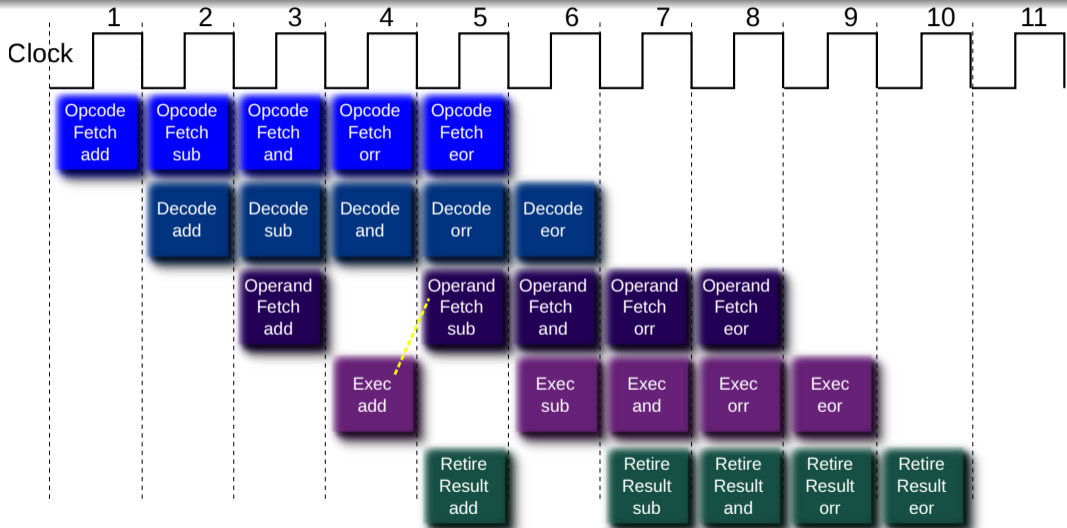 1 2 3 4 5 6 7 8 9 10 11
Clock
Opcode
Fetch
add
Opcode
Fetch
sub
Opcode
Fetch
and
Opcode
Fetch
orr
Opcode
Fetch
eor
Decode
add
Decode
sub
Decode
and
Decode
orr
Decode
eor
Operand
Fetch
add
Operand
Fetch
sub
Operand
Fetch
and
Operand
Fetch
orr
Operand
Fetch
eor
Exec
add
Exec
sub
Exec
and
Exec
orr
Exec
eor
Retire
Result
add
Retire
Result
sub
Retire
Result
and
Retire
Result
orr
Retire
Result
eor